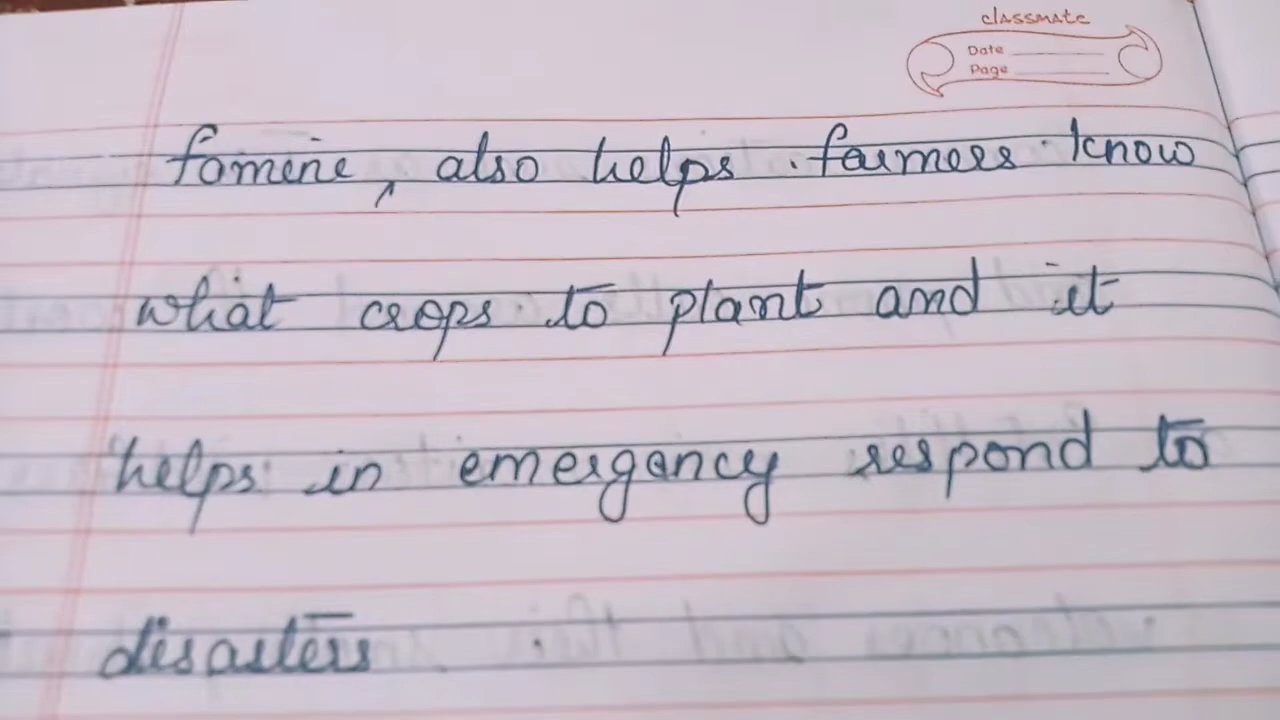 classmate
Date
Page
famine, also helps farmers know
what crops to plant and it
helps in emergency respond to
disasters.